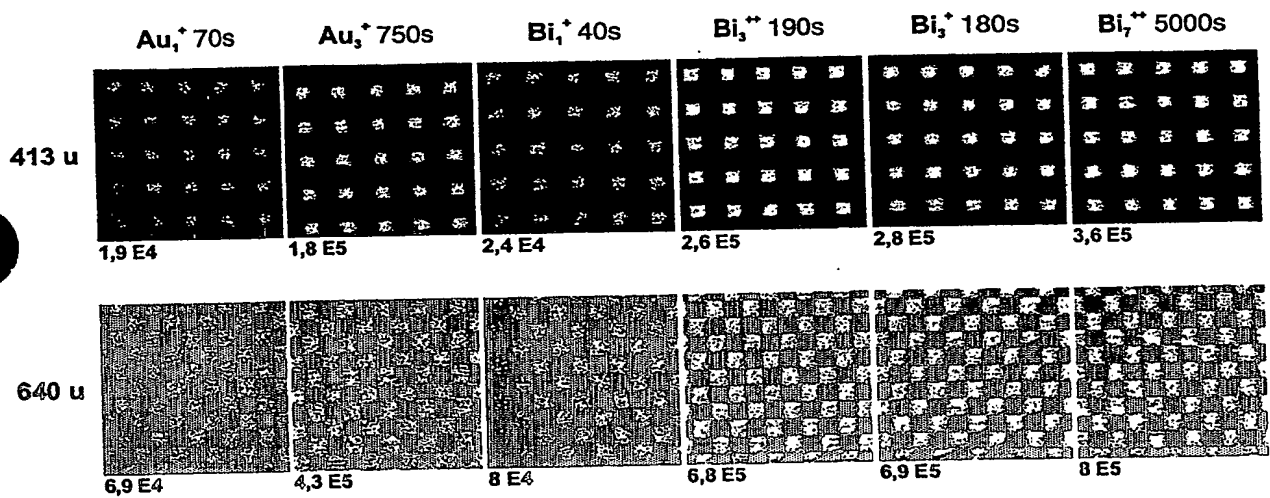 Au₁⁺ 70s Au₃⁺ 750s Bi₁⁺ 40s Bi₃⁺⁺ 190s Bi₃⁺ 180s Bi₇⁺⁺ 5000s
413 u
1,9 E4 1,8 E5 2,4 E4 2,6 E5 2,8 E5 3,6 E5
640 u
6,9 E4 4,3 E5 8 E4 6,8 E5 6,9 E5 8 E5